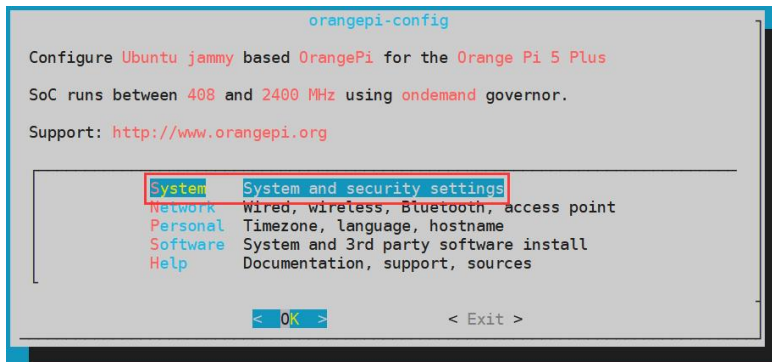 orangepi-config
Configure Ubuntu jammy based OrangePi for the Orange Pi 5 Plus
SoC runs between 408 and 2400 MHz using ondemand governor.
Support: http://www.orangepi.org
System System and security settings
Network Wired, wireless, Bluetooth, access point
Personal Timezone, language, hostname
Software System and 3rd party software install
Help Documentation, support, sources
< OK > < Exit >